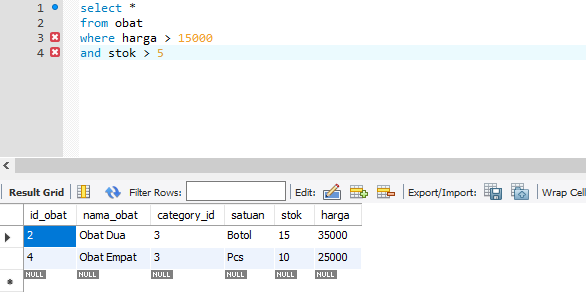 1 select *
2 from obat
3 where harga > 15000
4 and stok > 5
Result Grid Filter Rows: Edit: Export/Import: Wrap Cell
id_obat nama_obat category_id satuan stok harga
2 Obat Dua 3 Botol 15 35000
4 Obat Empat 3 Pcs 10 25000
NULL NULL NULL NULL NULL NULL